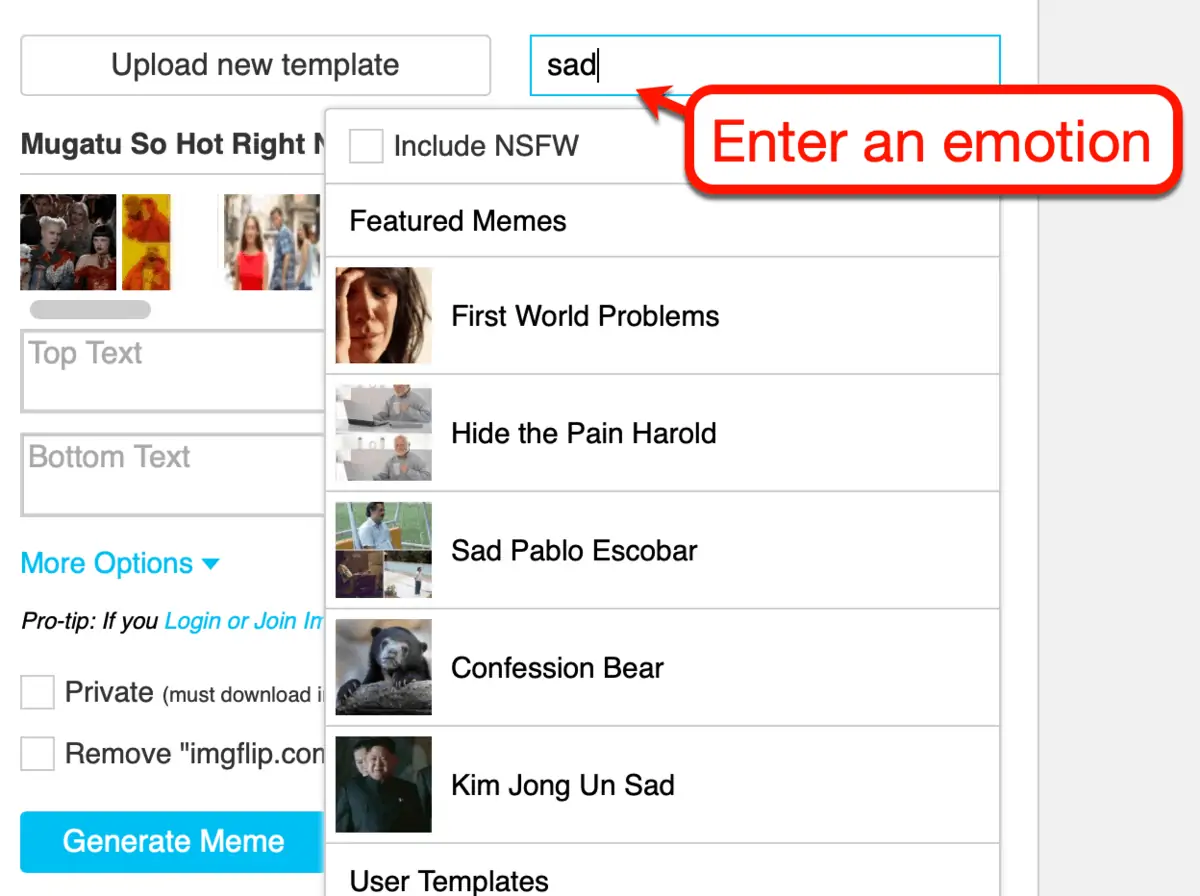 Upload new template
sad
Enter an emotion
Mugatu So Hot Right
Include NSFW
Featured Memes
First World Problems
Hide the Pain Harold
Sad Pablo Escobar
Confession Bear
Kim Jong Un Sad
User Templates
Top Text
Bottom Text
More Options
Pro-tip: If you Login or Join
Private (must download
Remove "imgflip.com
Generate Meme